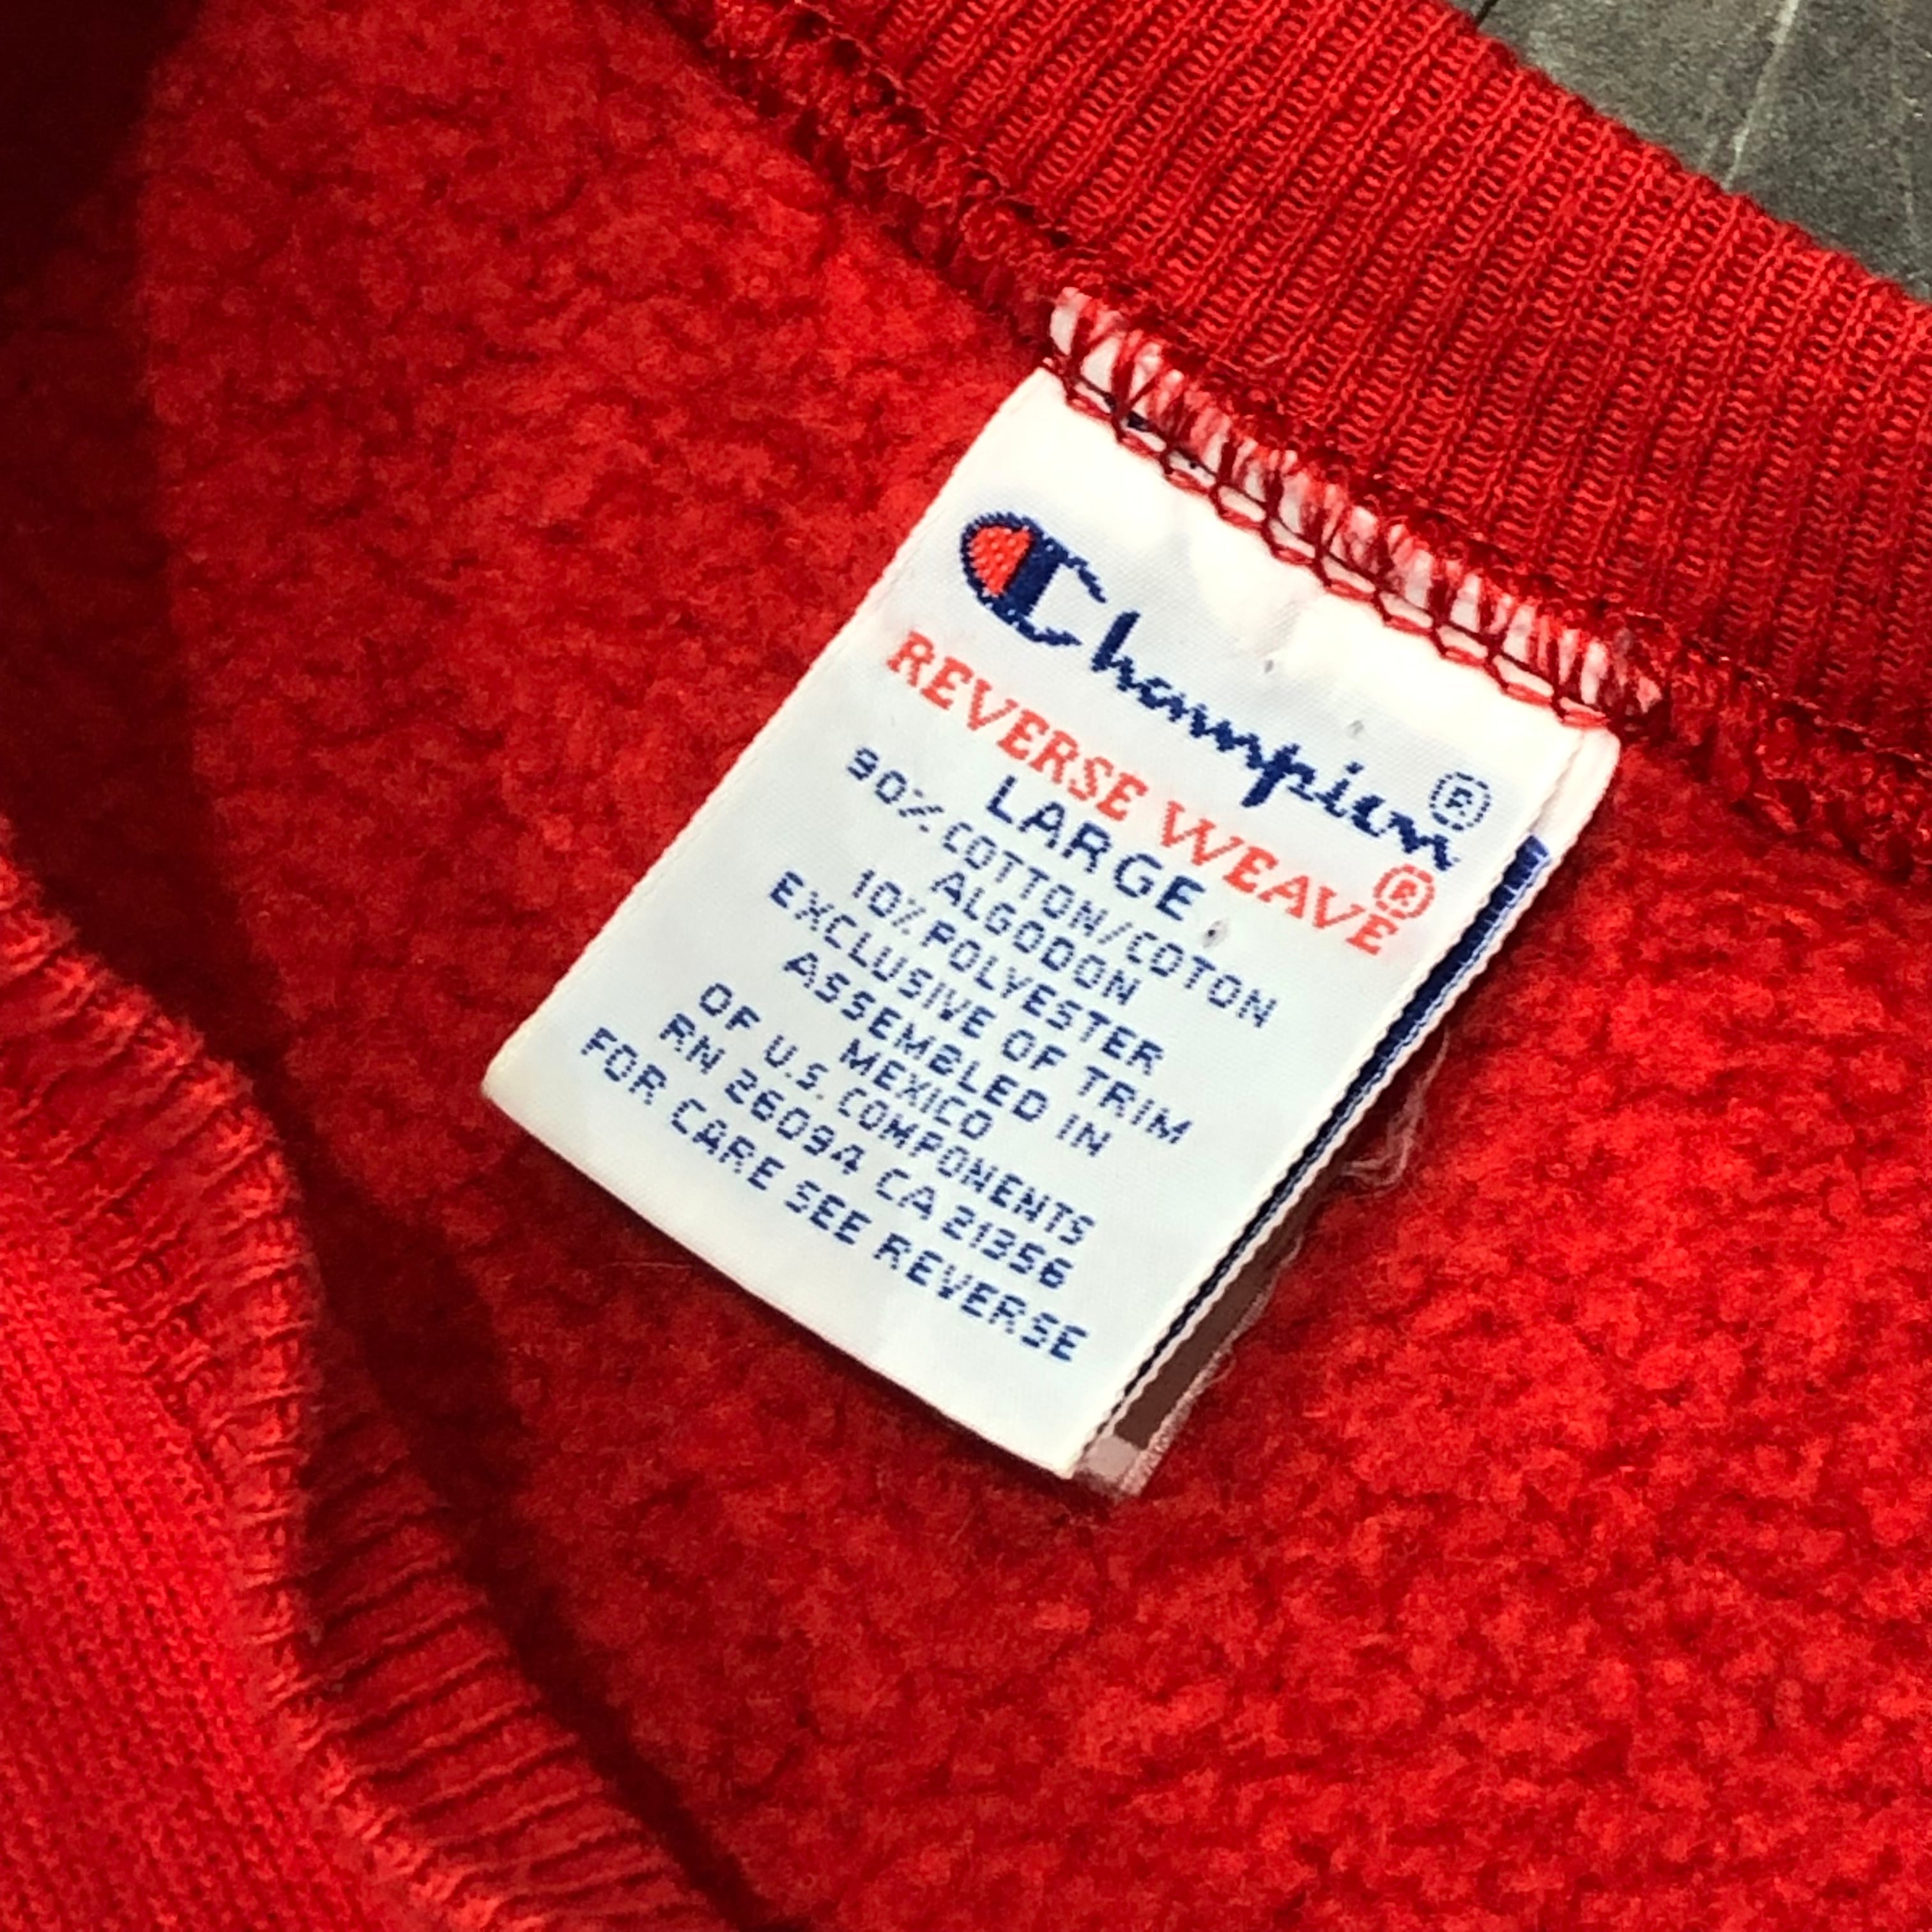 Champion®
REVERSE WEAVE®
LARGE
90% COTTON/COTON
ALGODON
10% POLYESTER
EXCLUSIVE OF TRIM
ASSEMBLED IN
MEXICO
OF U.S. COMPONENTS
RN 26094 CA 21356
FOR CARE SEE REVERSE